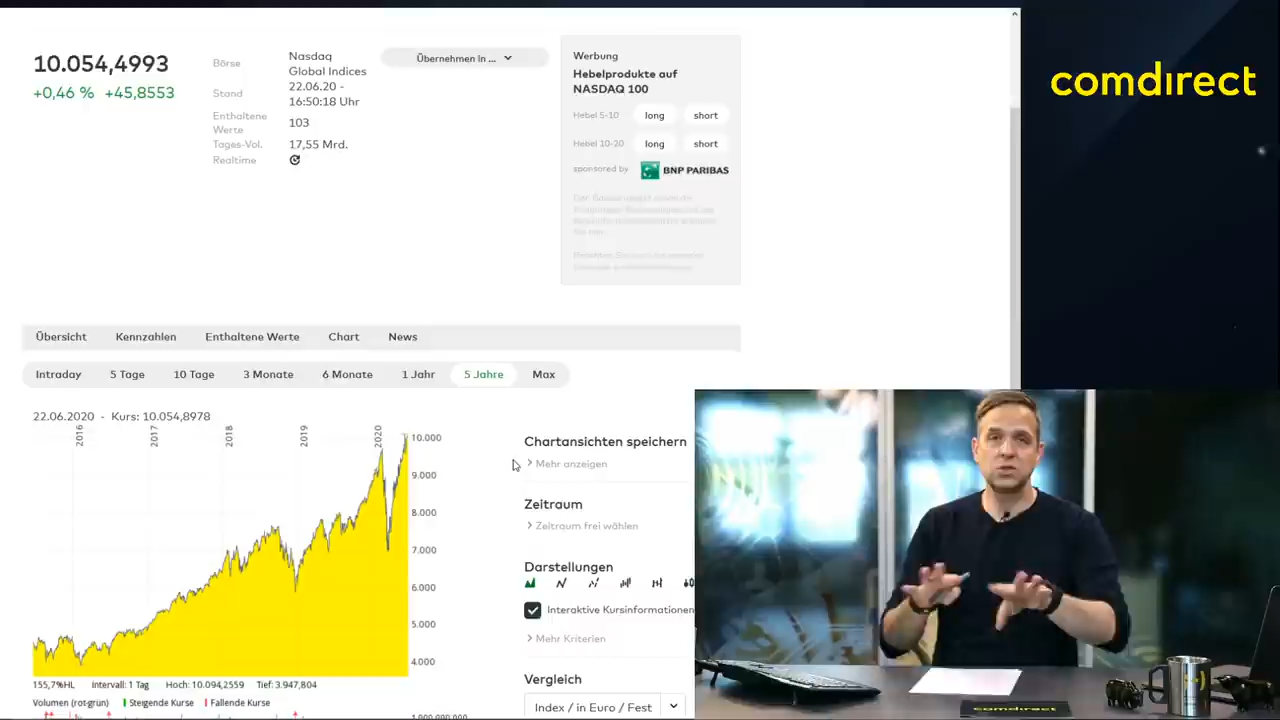 10.054,4993
+0,46 % +45,8553
Börse
Nasdaq
Global Indices
Stand
22.06.20 -
16:50:18 Uhr
Enthaltene
Werte
103
Tages-Vol.
17,55 Mrd.
Realtime
Übernehmen in ...
Werbung
Hebelprodukte auf
NASDAQ 100
Hebel 5-10 long short
Hebel 10-20 long short
sponsored by BNP PARIBAS
comdirect
Übersicht Kennzahlen Enthaltene Werte Chart News
Intraday 5 Tage 10 Tage 3 Monate 6 Monate 1 Jahr 5 Jahre Max
22.06.2020 - Kurs: 10.054,8978
2016 2017 2018 2019 2020
10.000
9.000
8.000
7.000
6.000
5.000
4.000
155,7%HL Intervall: 1 Tag Hoch: 10.094,2559 Tief: 3.947,804
Volumen (rot-grün) Steigende Kurse Fallende Kurse
Chartansichten speichern
Mehr anzeigen
Zeitraum
Zeitraum frei wählen
Darstellungen
Interaktive Kursinformationen
Mehr Kriterien
Vergleich
Index / in Euro / Fest
comdirect